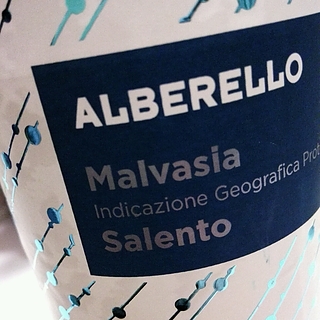 ALBERELLO
Malvasia
Indicazione Geografica Prot
Salento